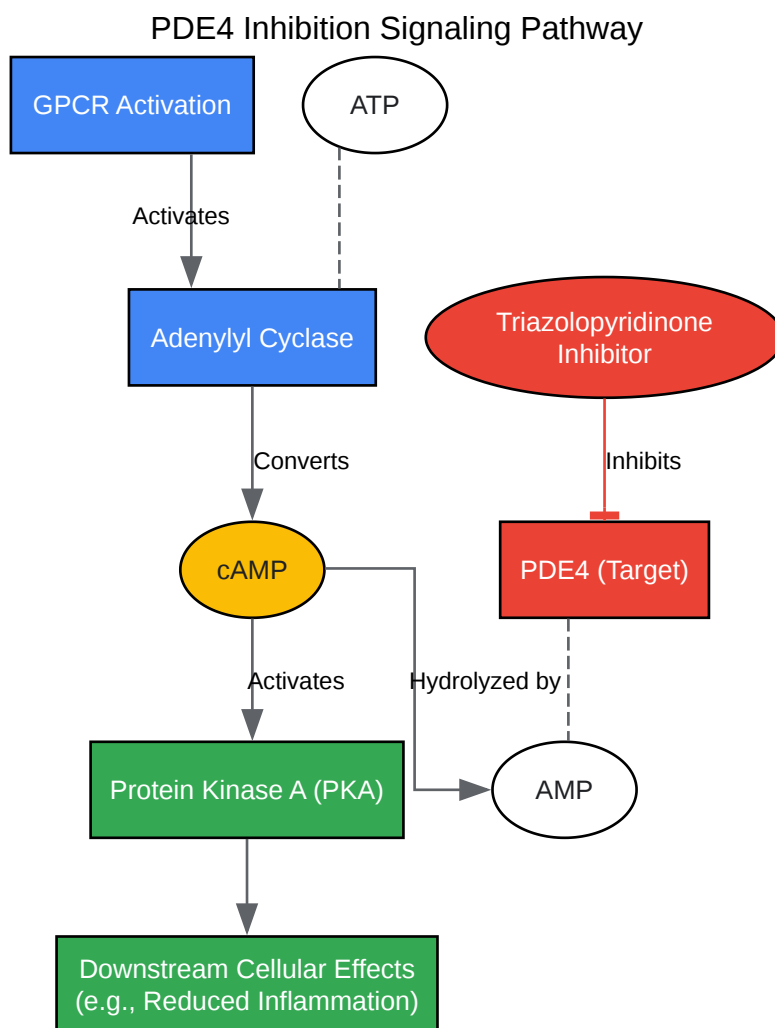 PDE4 Inhibition Signaling Pathway
GPCR Activation
ATP
Activates
Adenylyl Cyclase
Triazolopyridinone
Inhibitor
Converts
Inhibits
cAMP
PDE4 (Target)
Activates
Hydrolyzed by
Protein Kinase A (PKA)
AMP
Downstream Cellular Effects
(e.g., Reduced Inflammation)